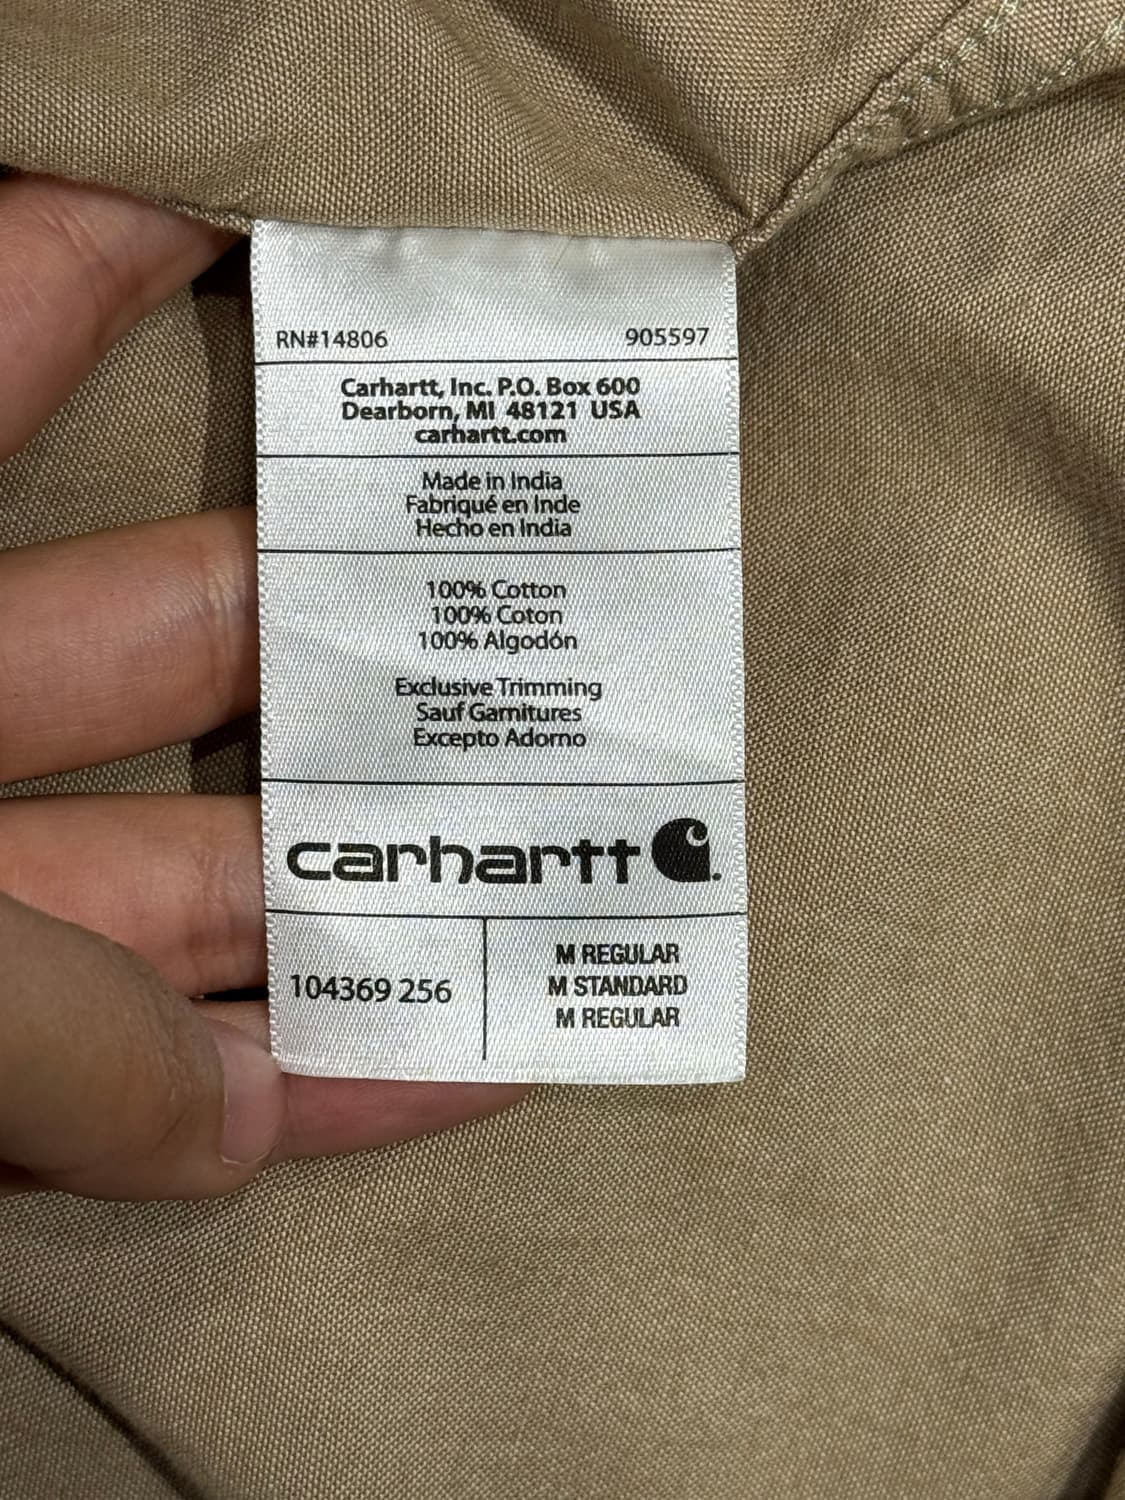 RN#14806 905597
Carhartt, Inc. P.O. Box 600
Dearborn, MI 48121 USA
carhartt.com
Made in India
Fabriqué en Inde
Hecho en India
100% Cotton
100% Coton
100% Algodón
Exclusive Trimming
Sauf Garnitures
Excepto Adorno
carhartt
104369 256
M REGULAR
M STANDARD
M REGULAR